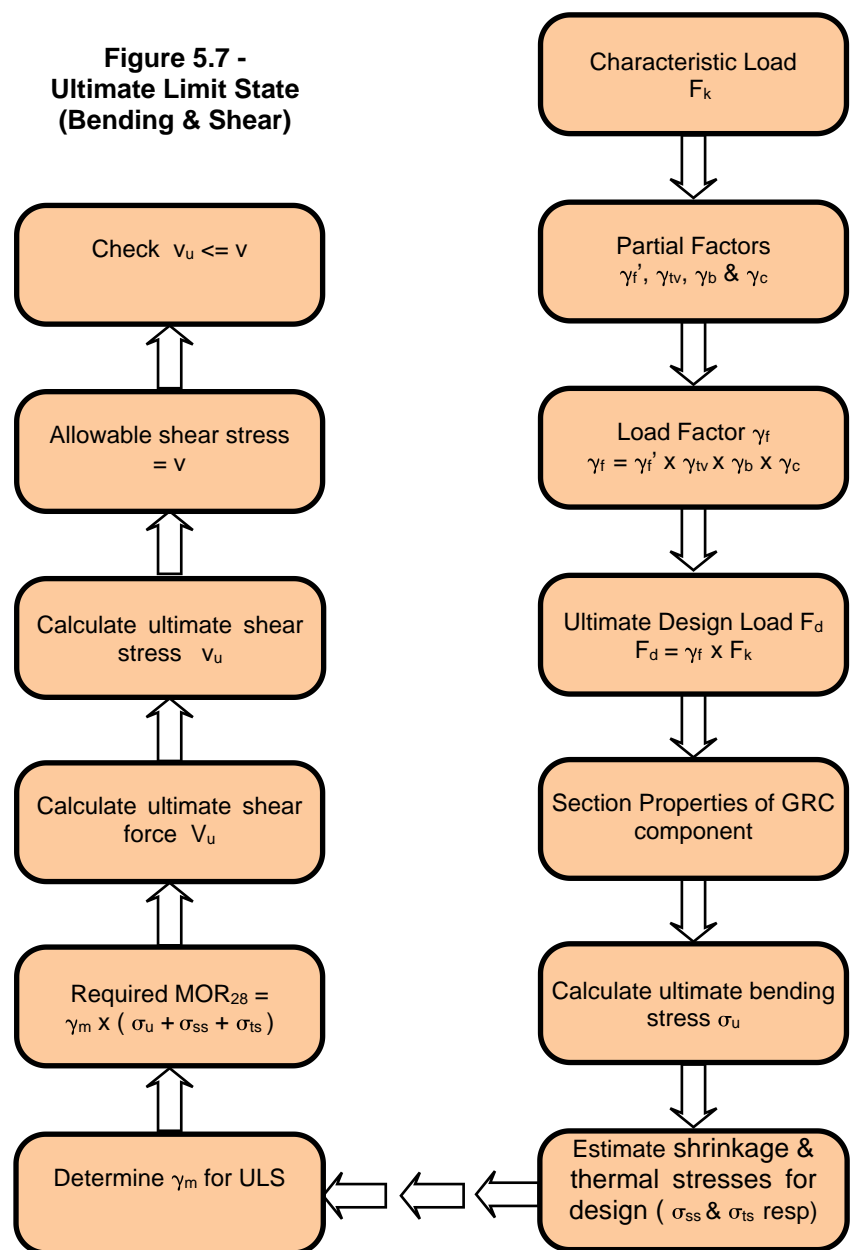 Figure 5.7 -
Ultimate Limit State
(Bending & Shear)
Characteristic Load
Fₖ
Partial Factors
γf’, γtv, γb & γc
Load Factor γf
γf = γf’ x γtv x γb x γc
Ultimate Design Load Fd
Fd = γf x Fₖ
Section Properties of GRC
component
Calculate ultimate bending
stress σu
Estimate shrinkage &
thermal stresses for
design ( σss & σts resp)
Determine γm for ULS
Required MOR₂₈ =
γm x ( σu + σss + σts )
Calculate ultimate shear
force Vu
Calculate ultimate shear
stress vu
Allowable shear stress
= v
Check vu <= v